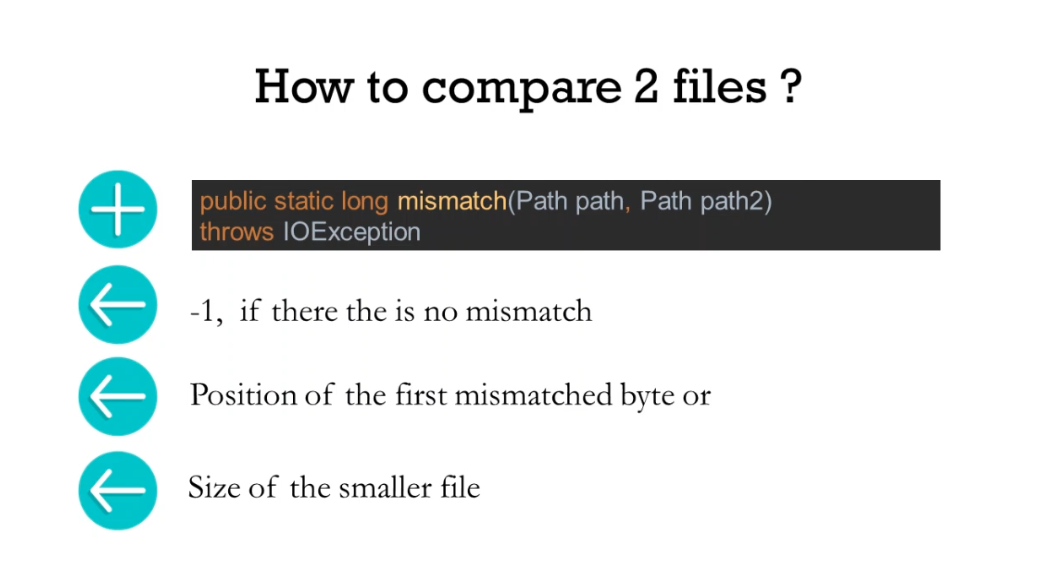 How to compare 2 files ?
public static long mismatch(Path path, Path path2)
throws IOException
-1, if there the is no mismatch
Position of the first mismatched byte or
Size of the smaller file